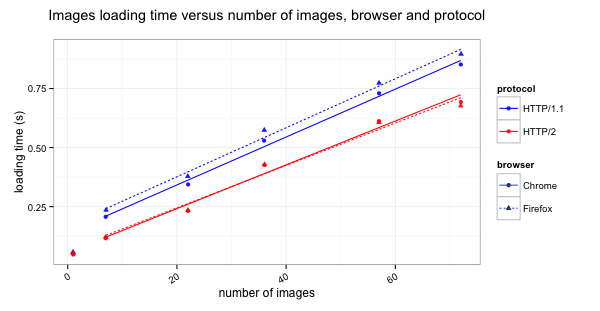 Images loading time versus number of images, browser and protocol
loading time (s)
0.75
0.50
0.25
0
20
40
60
number of images
protocol
HTTP/1.1
HTTP/2
browser
Chrome
Firefox